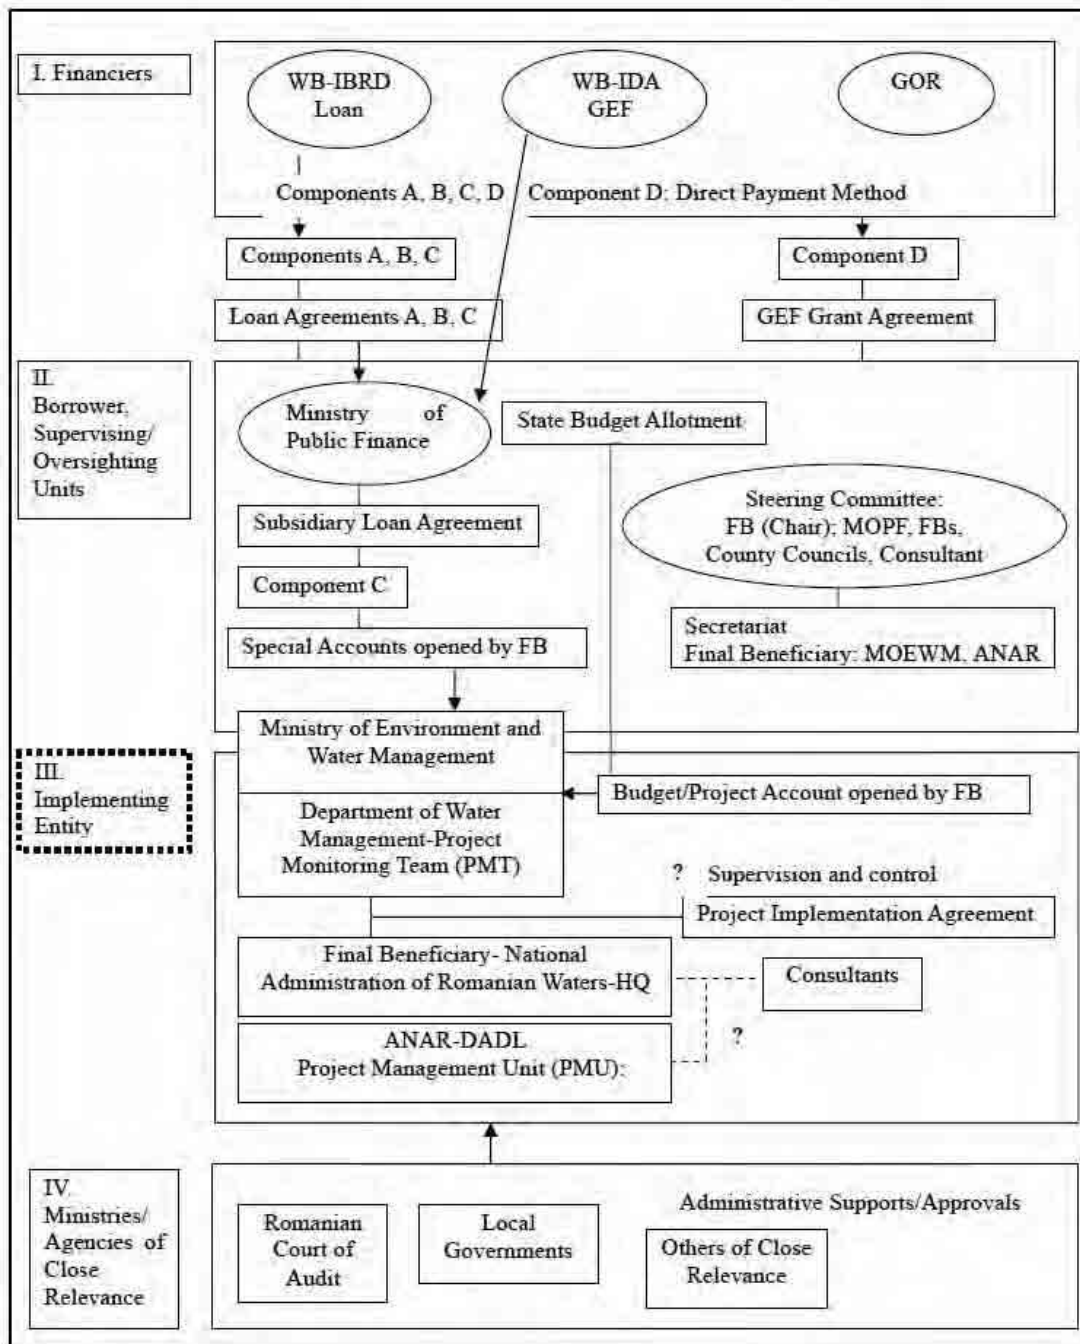 I. Financiers
WB-IBRD
Loan
WB-IDA
GEF
GOR
Components A, B, C, D
Component D: Direct Payment Method
Components A, B, C
Component D
Loan Agreements A, B, C
GEF Grant Agreement
II.
Borrower,
Supervising/
Oversighting
Units
Ministry of
Public Finance
State Budget Allotment
Steering Committee:
FB (Chair); MOPF, FBs,
County Councils, Consultant
Subsidiary Loan Agreement
Component C
Secretariat
Final Beneficiary: MOEWM, ANAR
Special Accounts opened by FB
Ministry of Environment and
Water Management
III.
Implementing
Entity
Budget/Project Account opened by FB
Department of Water
Management-Project
Monitoring Team (PMT)
? Supervision and control
Project Implementation Agreement
Final Beneficiary- National
Administration of Romanian Waters-HQ
Consultants
ANAR-DADL
Project Management Unit (PMU):
?
IV.
Ministries/
Agencies of
Close
Relevance
Administrative Supports/Approvals
Romanian
Court of
Audit
Local
Governments
Others of Close
Relevance